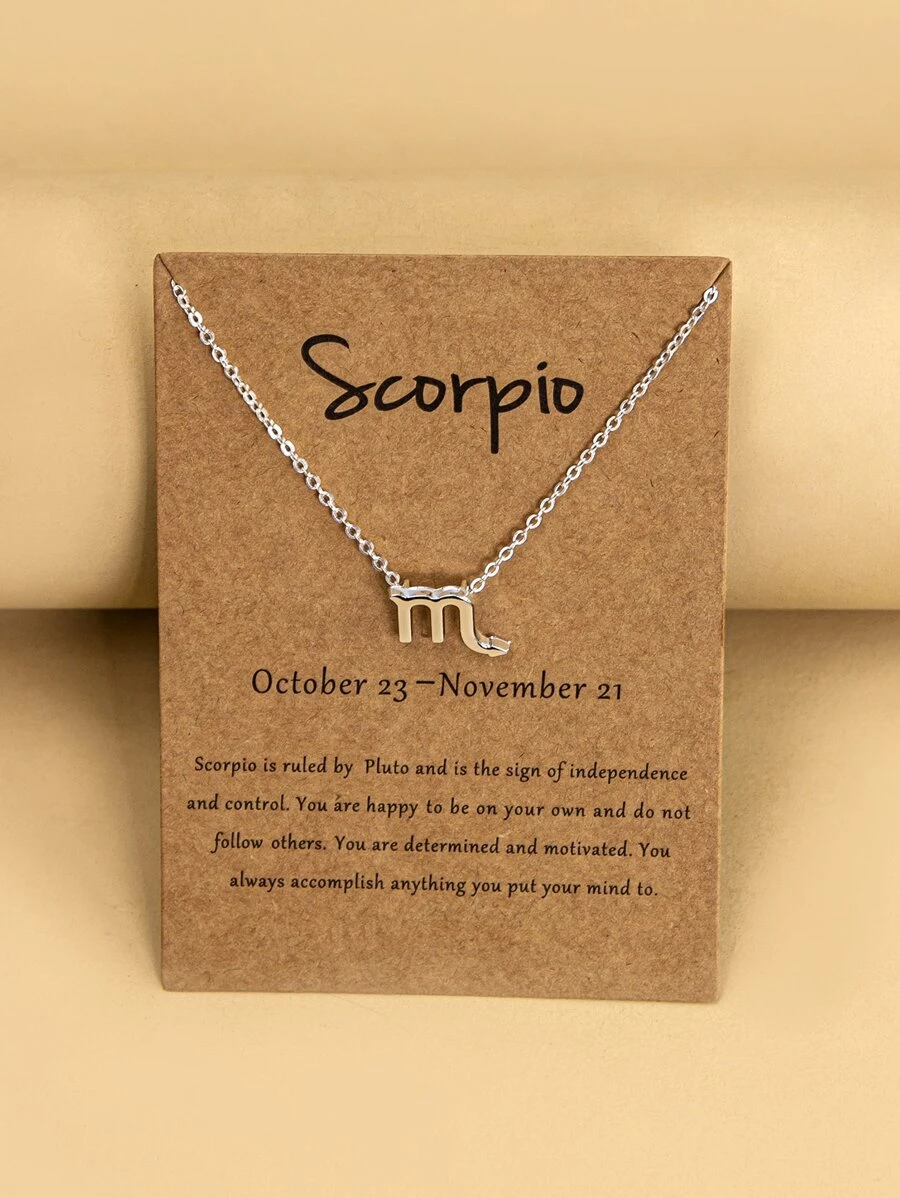 Scorpio
October 23–November 21
Scorpio is ruled by Pluto and is the sign of independence
and control. You are happy to be on your own and do not
follow others. You are determined and motivated. You
always accomplish anything you put your mind to.